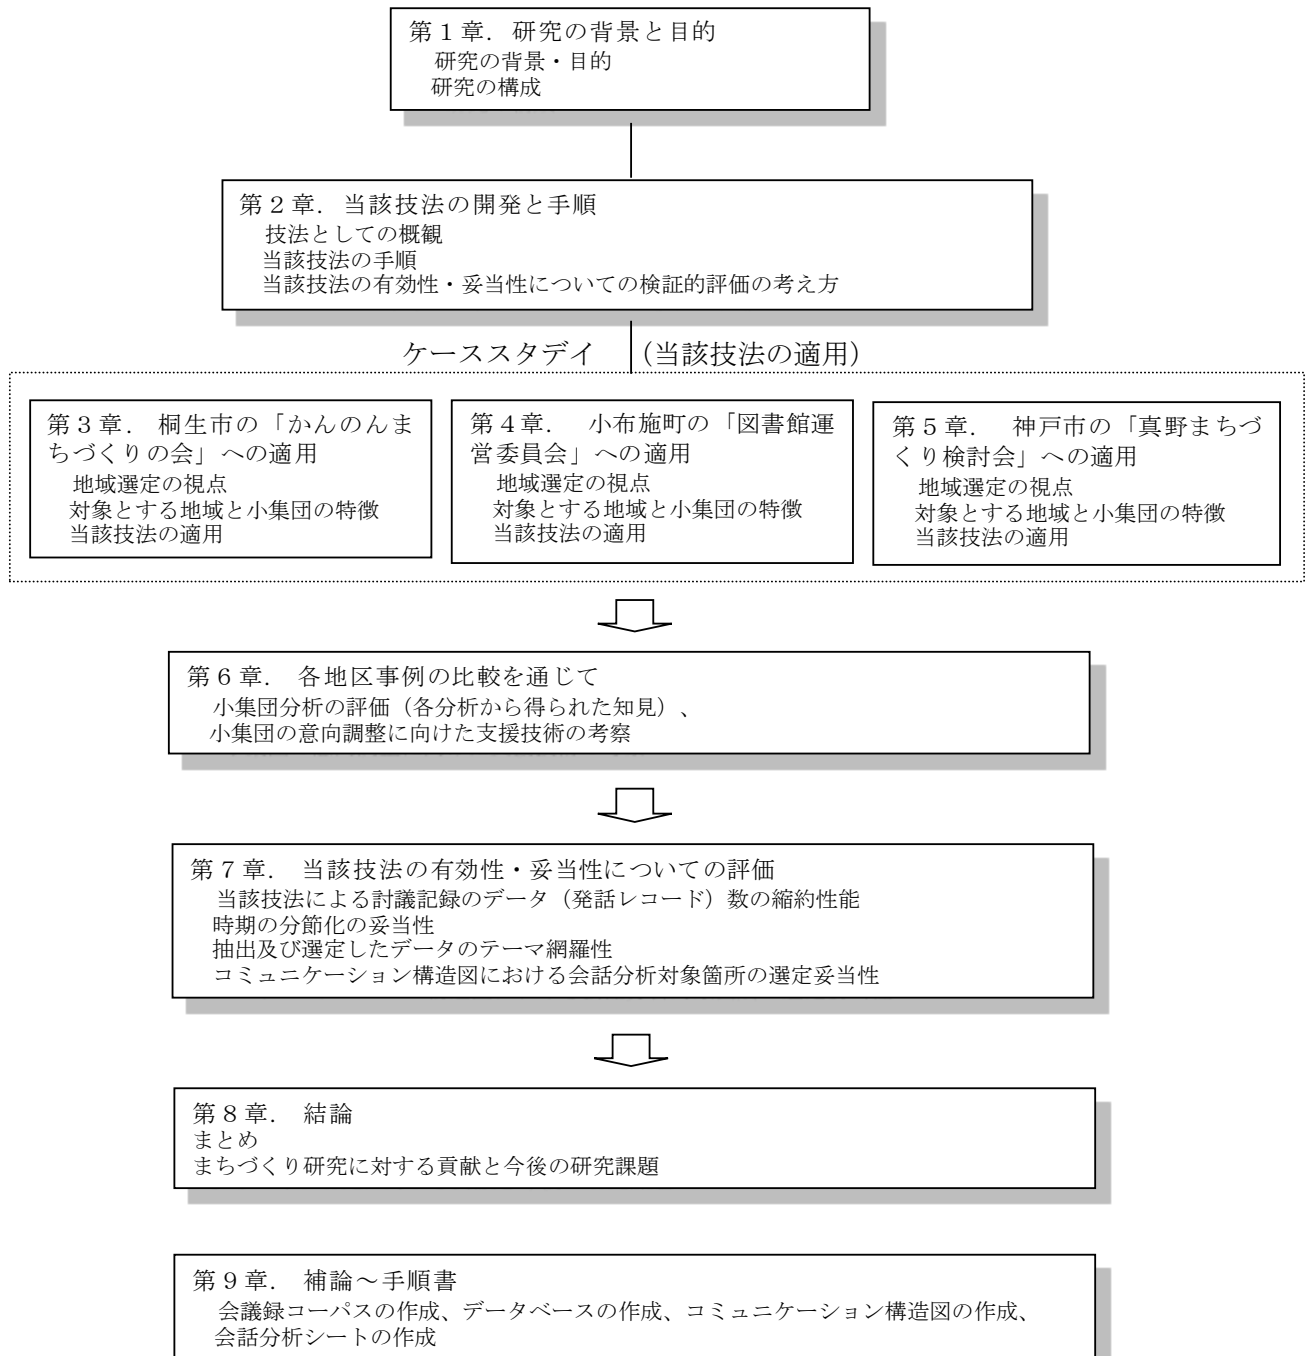 第１章．研究の背景と目的
研究の背景・目的
研究の構成
第２章．当該技法の開発と手順
技法としての概観
当該技法の手順
当該技法の有効性・妥当性についての検証的評価の考え方
ケーススタデイ　（当該技法の適用）
第３章．　桐生市の「かんのんま
ちづくりの会」への適用
地域選定の視点
対象とする地域と小集団の特徴
当該技法の適用
第４章．　小布施町の「図書館運
営委員会」への適用
地域選定の視点
対象とする地域と小集団の特徴
当該技法の適用
第５章．　神戸市の「真野まちづ
くり検討会」への適用
地域選定の視点
対象とする地域と小集団の特徴
当該技法の適用
第６章．　各地区事例の比較を通じて
小集団分析の評価（各分析から得られた知見）、
小集団の意向調整に向けた支援技術の考察
第７章．　当該技法の有効性・妥当性についての評価
当該技法による討議記録のデータ（発話レコード）数の縮約性能
時期の分節化の妥当性
抽出及び選定したデータのテーマ網羅性
コミュニケーション構造図における会話分析対象箇所の選定妥当性
第８章．　結論
まとめ
まちづくり研究に対する貢献と今後の研究課題
第９章．　補論～手順書
会議録コーパスの作成、データベースの作成、コミュニケーション構造図の作成、
会話分析シートの作成